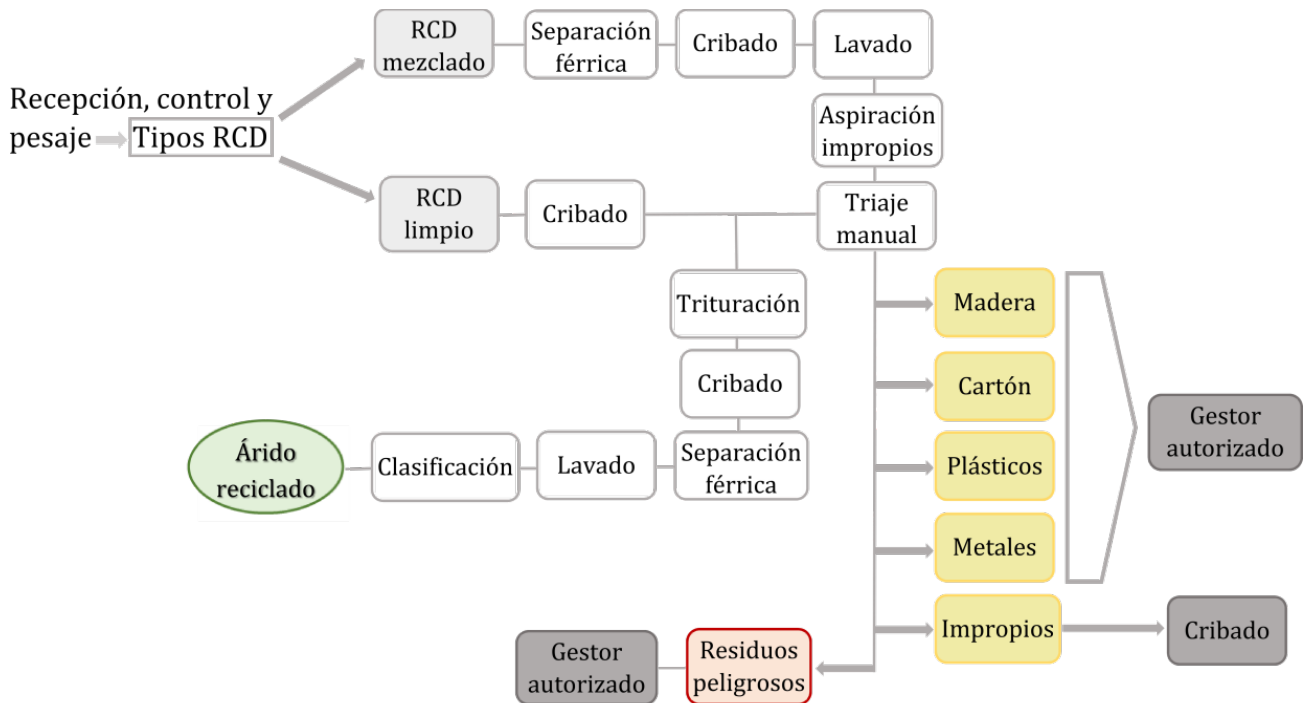 RCD
mezclado
Separación
férrica
Cribado
Lavado
Recepción, control y
pesaje
Tipos RCD
Aspiración
impropios
RCD
limpio
Cribado
Triaje
manual
Trituración
Madera
Cribado
Cartón
Gestor
autorizado
Árido
reciclado
Clasificación
Lavado
Separación
férrica
Plásticos
Metales
Impropios
Cribado
Gestor
autorizado
Residuos
peligrosos